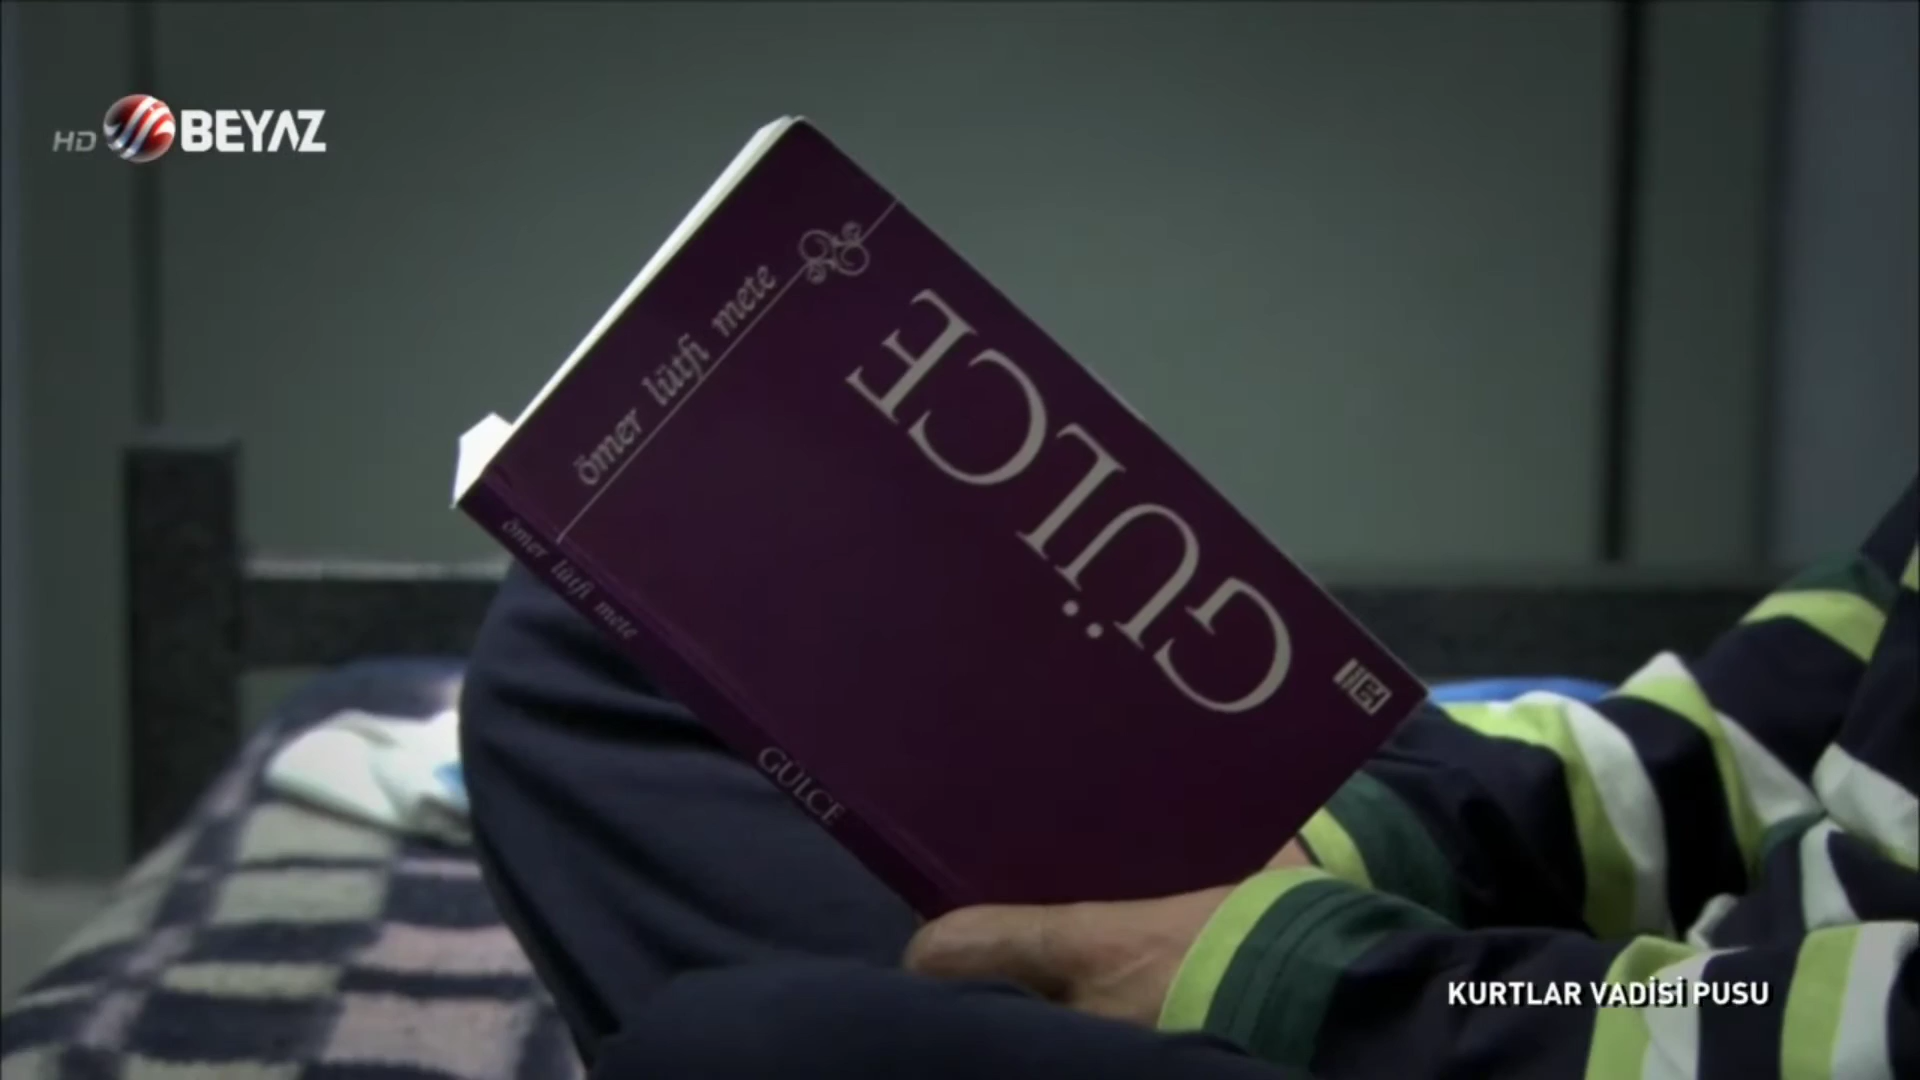 HD BEYAZ
ömer lütfi mete
GÜLCE
ömer lütfi mete
GÜLCE
KURTLAR VADİSİ PUSU